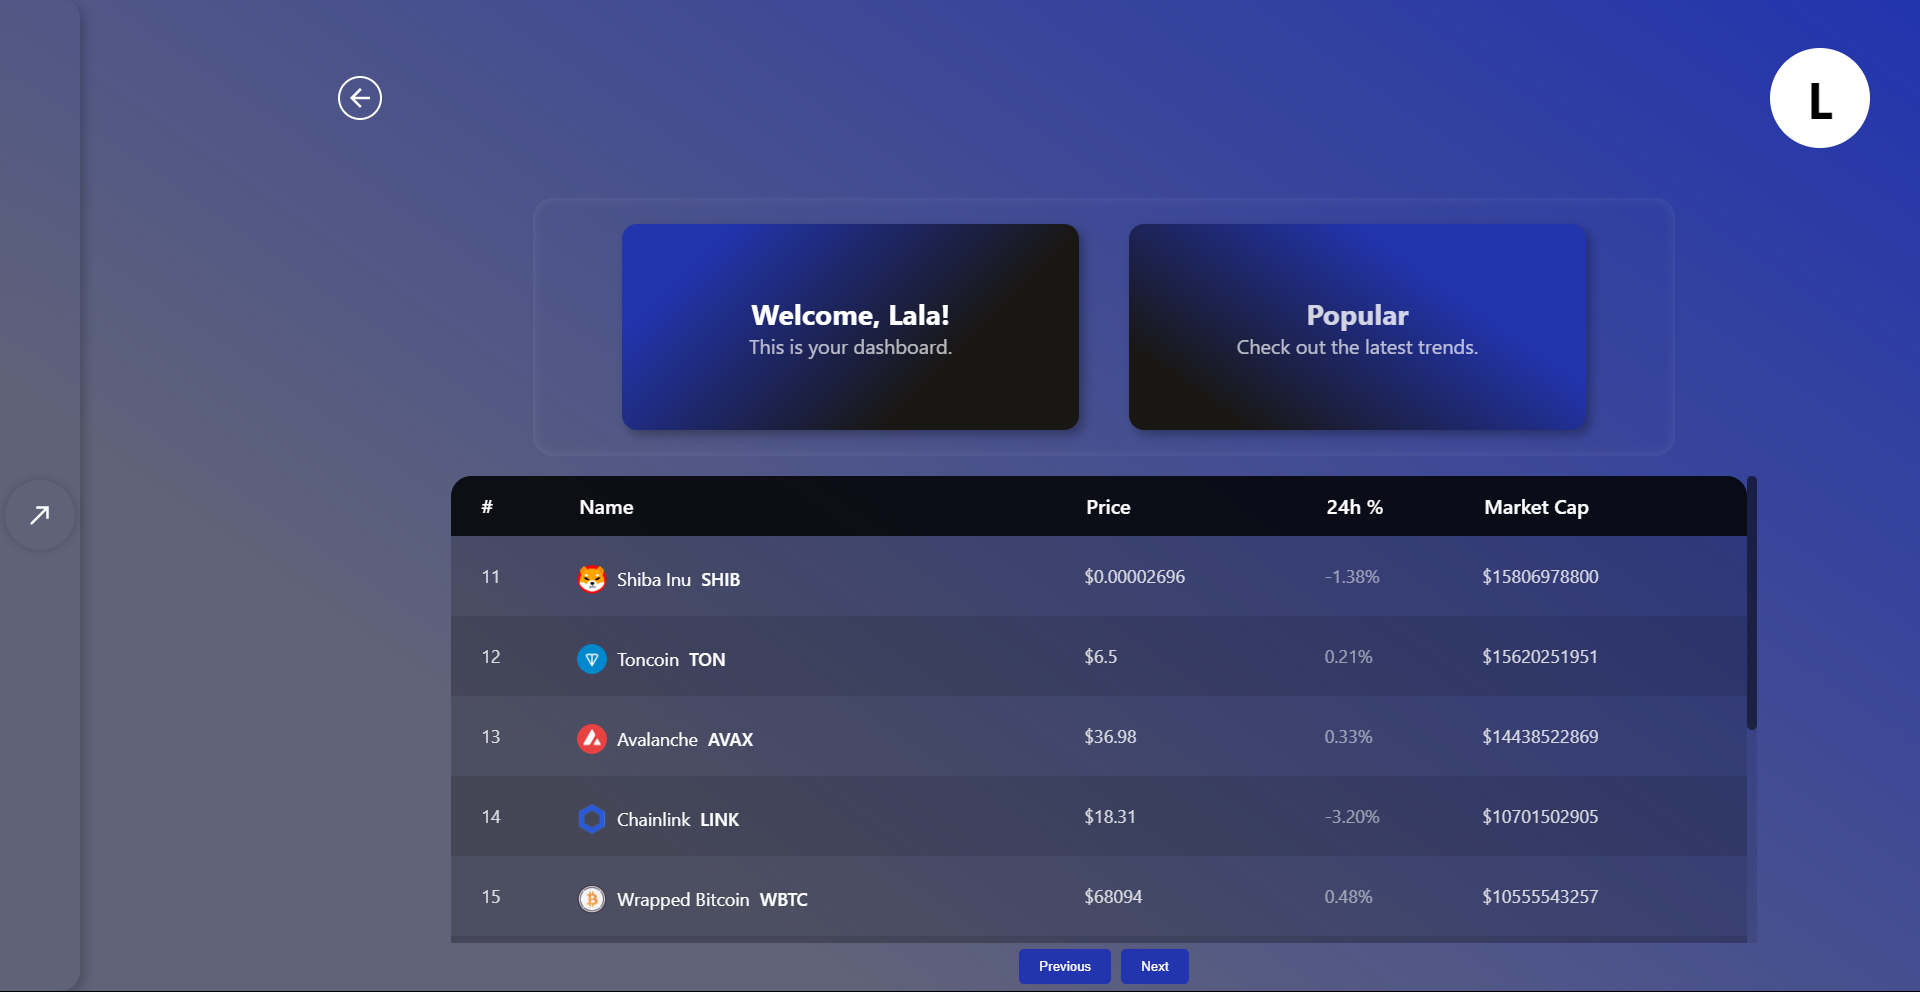 L
Welcome, Lala!
This is your dashboard.
Popular
Check out the latest trends.
# Name Price 24h % Market Cap
11 Shiba Inu SHIB $0.00002696 -1.38% $15806978800
12 Toncoin TON $6.5 0.21% $15620251951
13 Avalanche AVAX $36.98 0.33% $14438522869
14 Chainlink LINK $18.31 -3.20% $10701502905
15 Wrapped Bitcoin WBTC $68094 0.48% $10555543257
Previous Next